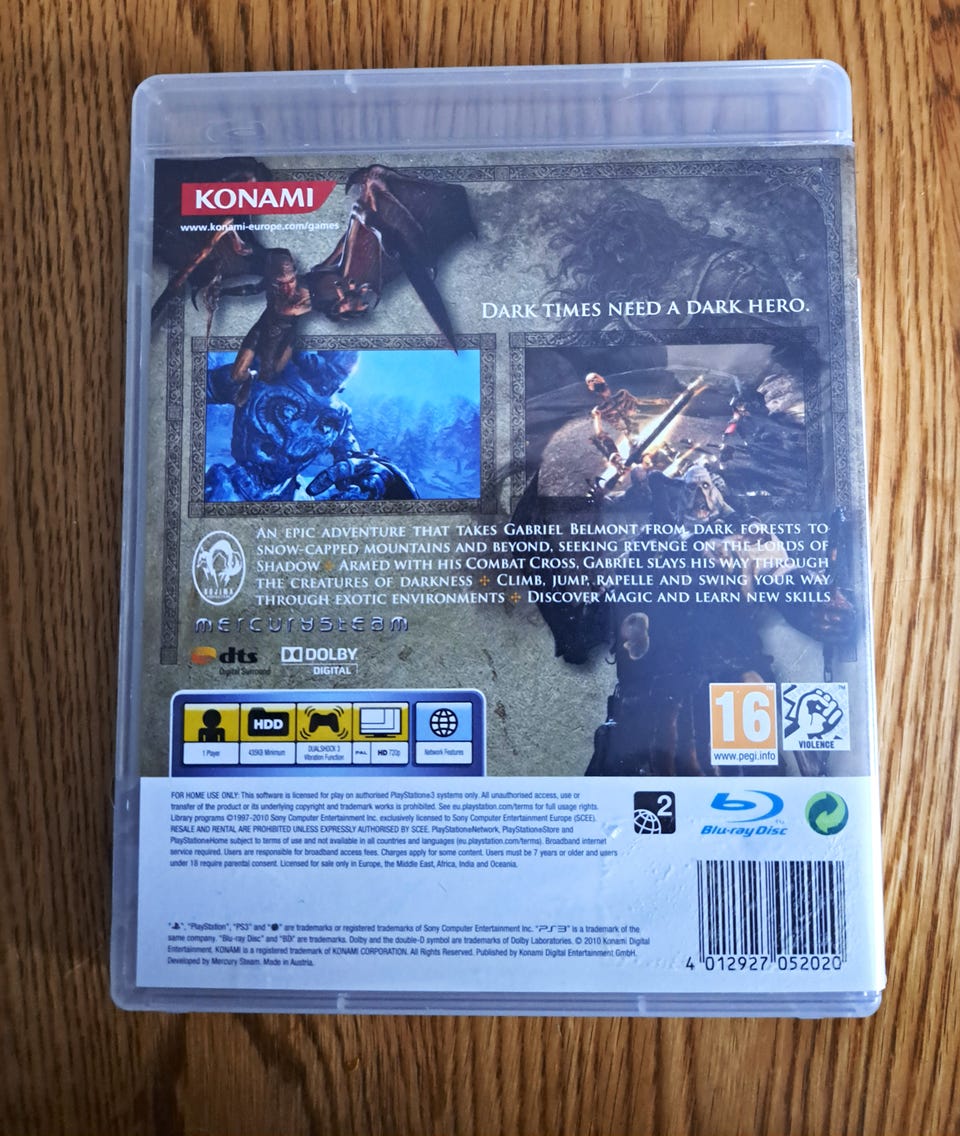 KONAMI
www.konami-europe.com/games
DARK TIMES NEED A DARK HERO.
AN EPIC ADVENTURE THAT TAKES GABRIEL BELMONT FROM DARK FORESTS TO
SNOW-CAPPED MOUNTAINS AND BEYOND, SEEKING REVENGE ON THE LORDS OF
SHADOW ✤ ARMED WITH HIS COMBAT CROSS, GABRIEL SLAYS HIS WAY THROUGH
THE CREATURES OF DARKNESS ✤ CLIMB, JUMP, RAPELLE AND SWING YOUR WAY
THROUGH EXOTIC ENVIRONMENTS ✤ DISCOVER MAGIC AND LEARN NEW SKILLS
KOJIMA
MERCURYSTEAM
dts
Digital Surround
DOLBY
DIGITAL
HDD
1 Player
435KB Minimum
DUALSHOCK 3
Vibration Function
PAL
HD 720p
Network Features
16
www.pegi.info
VIOLENCE
FOR HOME USE ONLY: This software is licensed for play on authorised PlayStation®3 systems only. All unauthorised access, use or
transfer of the product or its underlying copyright and trademark works is prohibited. See eu.playstation.com/terms for full usage rights.
Library programs ©1997-2010 Sony Computer Entertainment Inc. exclusively licensed to Sony Computer Entertainment Europe (SCEE).
RESALE AND RENTAL ARE PROHIBITED UNLESS EXPRESSLY AUTHORISED BY SCEE. PlayStation®Network, PlayStation®Store and
PlayStation®Home subject to terms of use and not available in all countries and languages (eu.playstation.com/terms). Broadband internet
service required. Users are responsible for broadband access fees. Charges apply for some content. Users must be 7 years or older and users
under 18 require parental consent. Licensed for sale only in Europe, the Middle East, Africa, India and Oceania.
2
Blu-ray Disc
"PlayStation", "PS3" and are trademarks or registered trademarks of Sony Computer Entertainment Inc. "PS3" is a trademark of the
same company. "Blu-ray Disc" and "BD" are trademarks. Dolby and the double-D symbol are trademarks of Dolby Laboratories. © 2010 Konami Digital
Entertainment. KONAMI is a registered trademark of KONAMI CORPORATION. All Rights Reserved. Published by Konami Digital Entertainment GmbH.
Developed by Mercury Steam. Made in Austria.
4 012927 052020